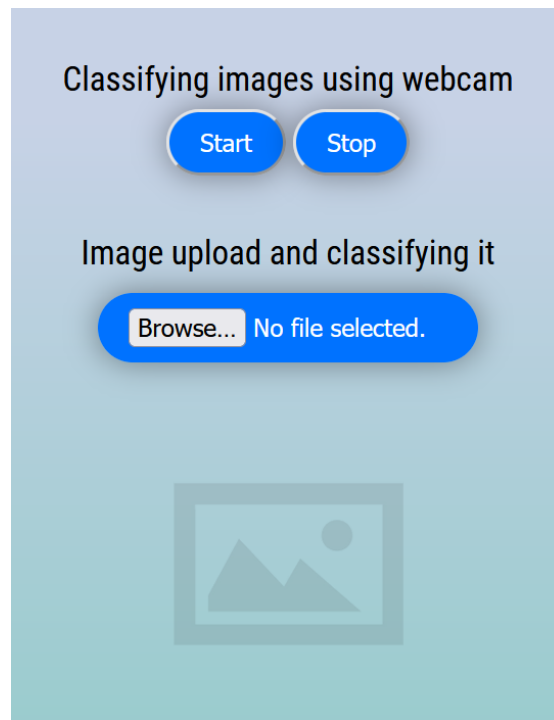 Classifying images using webcam
Start Stop
Image upload and classifying it
Browse... No file selected.